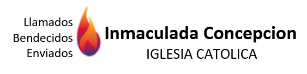 Llamados
Bendecidos
Enviados
Inmaculada Concepcion
IGLESIA CATOLICA